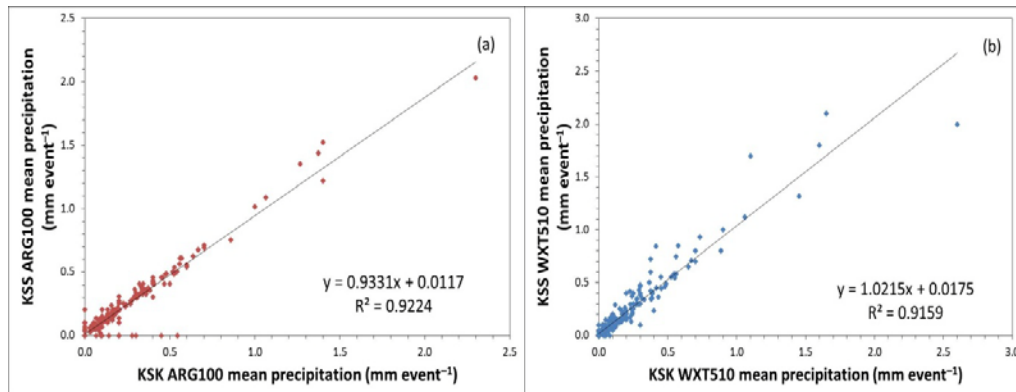 (a)
KSS ARG100 mean precipitation
(mm event⁻¹)
2.5
2.0
1.5
1.0
0.5
0.0
y = 0.9331x + 0.0117
R² = 0.9224
0.0 0.5 1.0 1.5 2.0 2.5
KSK ARG100 mean precipitation (mm event⁻¹)
(b)
KSS WXT510 mean precipitation
(mm event⁻¹)
3.0
2.5
2.0
1.5
1.0
0.5
0.0
y = 1.0215x + 0.0175
R² = 0.9159
0.0 0.5 1.0 1.5 2.0 2.5 3.0
KSK WXT510 mean precipitation (mm event⁻¹)